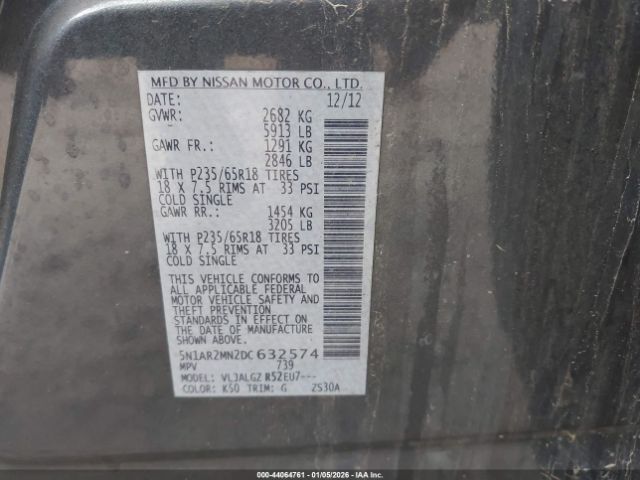 MFD BY NISSAN MOTOR CO., LTD.
DATE: 12/12
GVWR: 2682 KG
5913 LB
GAWR FR.: 1291 KG
2846 LB
WITH P235/65R18 TIRES
18 X 7.5 RIMS AT 33 PSI
COLD SINGLE
GAWR RR.: 1454 KG
3205 LB
WITH P235/65R18 TIRES
18 X 7.5 RIMS AT 33 PSI
COLD SINGLE
THIS VEHICLE CONFORMS TO
ALL APPLICABLE FEDERAL
MOTOR VEHICLE SAFETY AND
THEFT PREVENTION
STANDARDS IN EFFECT ON
THE DATE OF MANUFACTURE
SHOWN ABOVE.
5N1AR2MN2DC632574
MPV 739
MODEL: VLJALGZ R52EU7---
COLOR: K50 TRIM: G ZS30A
000-44064761 - 01/05/2026 - © IAA Inc.